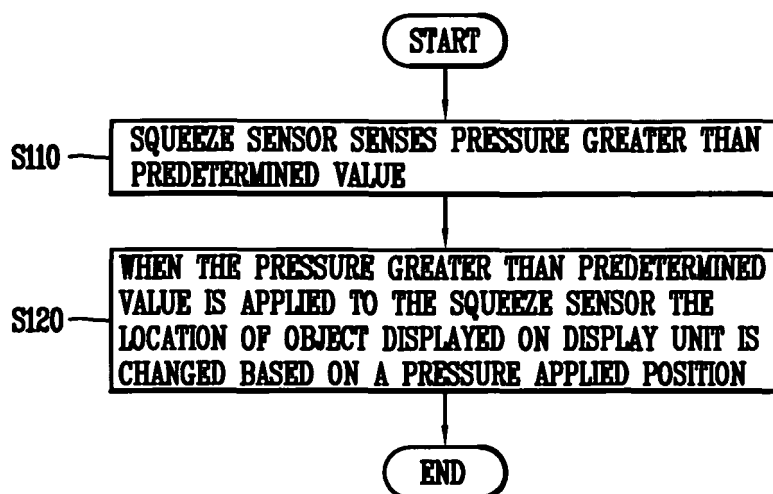 START
S110
SQUEEZE SENSOR SENSES PRESSURE GREATER THAN
PREDETERMINED VALUE
S120
WHEN THE PRESSURE GREATER THAN PREDETERMINED
VALUE IS APPLIED TO THE SQUEEZE SENSOR THE
LOCATION OF OBJECT DISPLAYED ON DISPLAY UNIT IS
CHANGED BASED ON A PRESSURE APPLIED POSITION
END